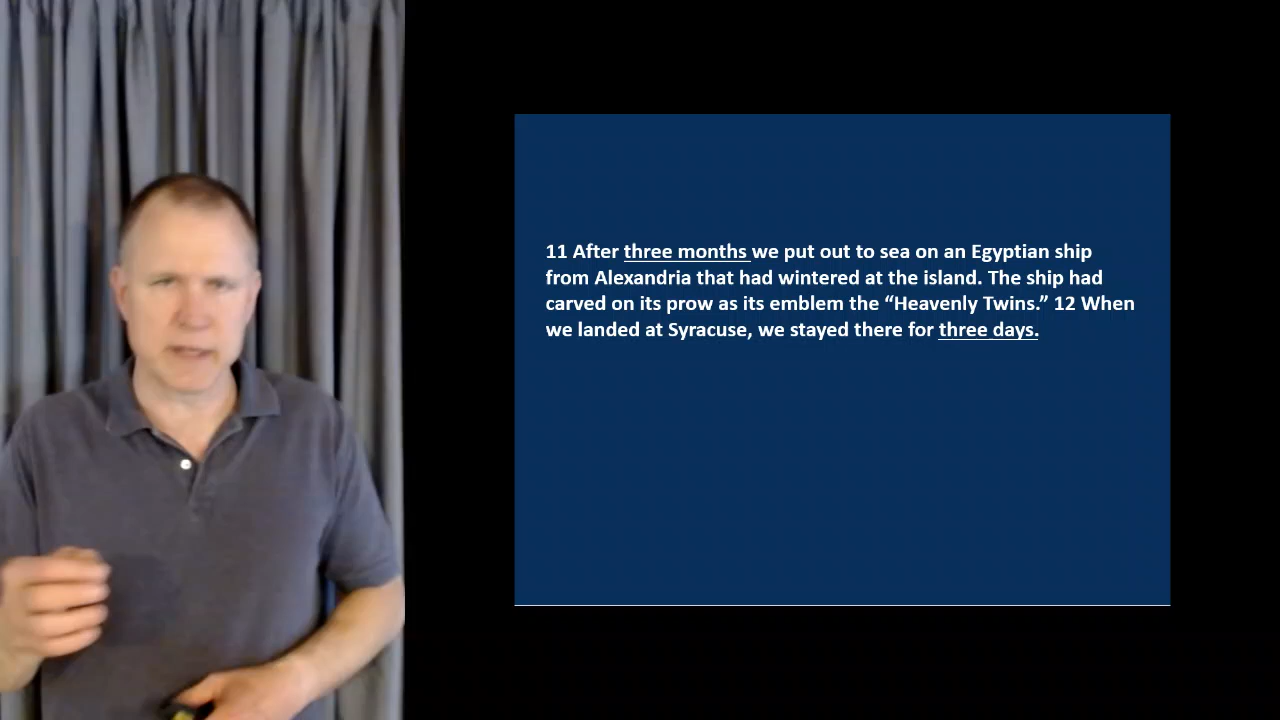 11 After three months we put out to sea on an Egyptian ship
from Alexandria that had wintered at the island. The ship had
carved on its prow as its emblem the “Heavenly Twins.” 12 When
we landed at Syracuse, we stayed there for three days.